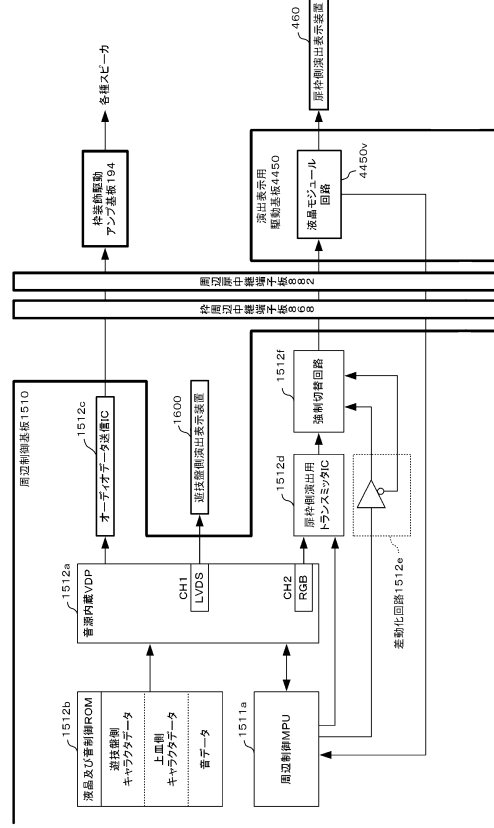 周辺制御基板1510
液晶及び音制御ROM
遊技盤側
キャラクタデータ
上皿側
キャラクタデータ
音データ
1512b
音源内蔵VDP
1512a
CH1
LVDS
CH2
RGB
周辺制御MPU
1511a
オーディオデータ送信IC
1512c
遊技盤側演出表示装置
1600
扉枠側演出用
トランスミッタIC
1512d
強制切替回路
1512f
差動化回路1512e
枠周辺中継端子板868
周辺扉中継端子板882
枠装飾駆動
アンプ基板194
各種スピーカ
演出表示用
駆動基板4450
液晶モジュール
回路
4450v
扉枠側演出表示装置
460